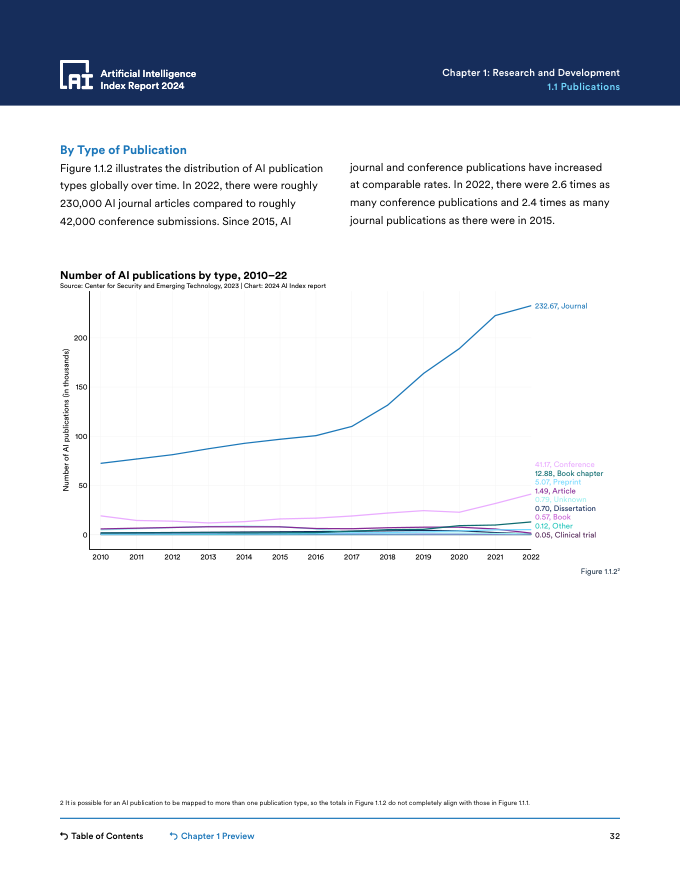 Artificial Intelligence
Index Report 2024
Chapter 1: Research and Development
1.1 Publications
By Type of Publication
Figure 1.1.2 illustrates the distribution of AI publication
types globally over time. In 2022, there were roughly
230,000 AI journal articles compared to roughly
42,000 conference submissions. Since 2015, AI
journal and conference publications have increased
at comparable rates. In 2022, there were 2.6 times as
many conference publications and 2.4 times as many
journal publications as there were in 2015.
Number of AI publications by type, 2010–22
Source: Center for Security and Emerging Technology, 2023 | Chart: 2024 AI Index report
Number of AI publications (in thousands)
200
150
100
50
0
2010 2011 2012 2013 2014 2015 2016 2017 2018 2019 2020 2021 2022
232.67, Journal
41.17, Conference
12.88, Book chapter
5.07, Preprint
1.49, Article
0.79, Unknown
0.70, Dissertation
0.57, Book
0.12, Other
0.05, Clinical trial
Figure 1.1.2²
2 It is possible for an AI publication to be mapped to more than one publication type, so the totals in Figure 1.1.2 do not completely align with those in Figure 1.1.1.
Table of Contents
Chapter 1 Preview
32